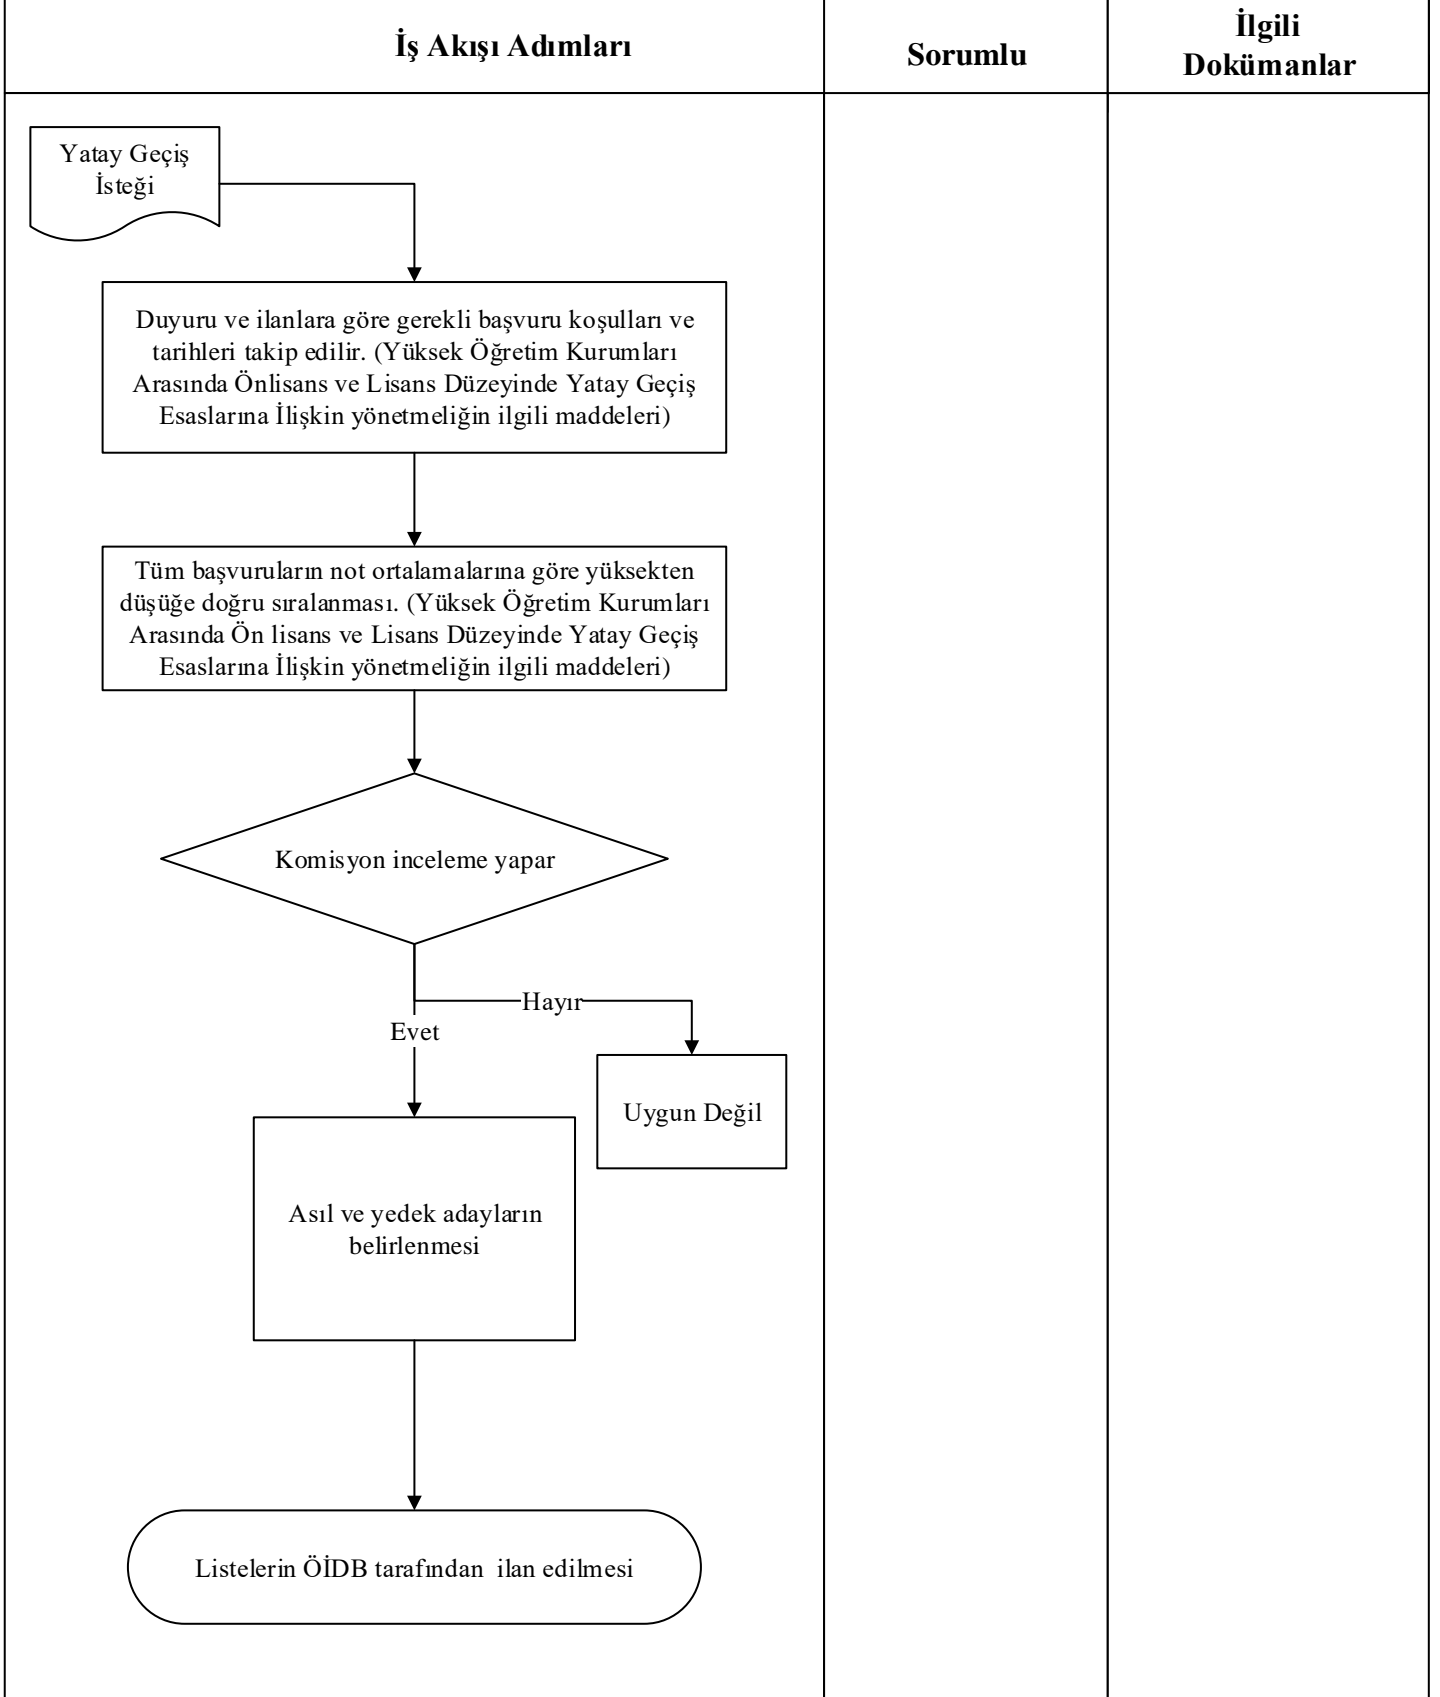 İş Akışı Adımları
Sorumlu
İlgili
Dokümanlar
Yatay Geçiş
İsteği
Duyuru ve ilanlara göre gerekli başvuru koşulları ve
tarihleri takip edilir. (Yüksek Öğretim Kurumları
Arasında Önlisans ve Lisans Düzeyinde Yatay Geçiş
Esaslarına İlişkin yönetmeliğin ilgili maddeleri)
Tüm başvuruların not ortalamalarına göre yüksekten
düşüğe doğru sıralanması. (Yüksek Öğretim Kurumları
Arasında Ön lisans ve Lisans Düzeyinde Yatay Geçiş
Esaslarına İlişkin yönetmeliğin ilgili maddeleri)
Komisyon inceleme yapar
Hayır
Evet
Uygun Değil
Asıl ve yedek adayların
belirlenmesi
Listelerin ÖİDB tarafından  ilan edilmesi